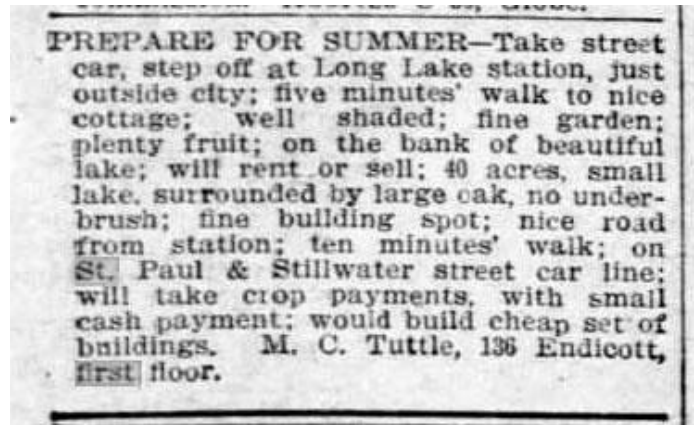 PREPARE FOR SUMMER—Take street
car, step off at Long Lake station, just
outside city; five minutes' walk to nice
cottage; well shaded; fine garden;
plenty fruit; on the bank of beautiful
lake; will rent or sell; 40 acres, small
lake, surrounded by large oak, no under-
brush; fine building spot; nice road
from station; ten minutes' walk; on
St. Paul & Stillwater street car line;
will take crop payments, with small
cash payment; would build cheap set of
buildings. M. C. Tuttle, 136 Endicott,
first floor.